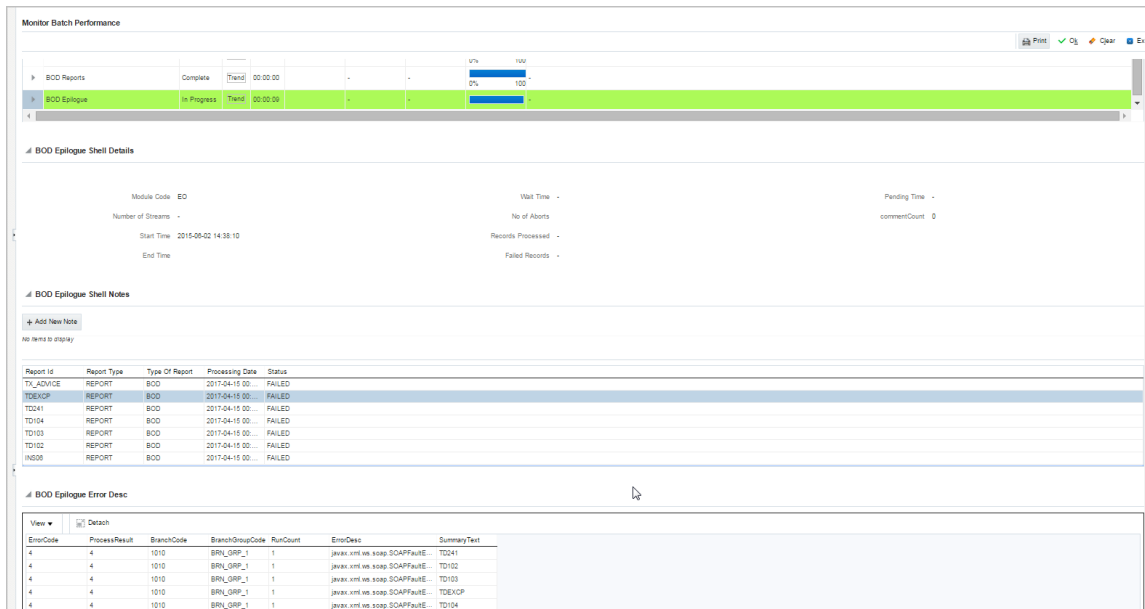 Monitor Batch Performance
Print Ok Clear Ex
0% 100
BOD Reports Complete Trend 00:00:00 - - -
0% 100
BOD Epilogue In Progress Trend 00:00:09 - - -
BOD Epilogue Shell Details
Module Code EO Wait Time - Pending Time -
Number of Streams - No of Aborts commentCount 0
Start Time 2015-06-02 14:38:10 Records Processed -
End Time Failed Records -
BOD Epilogue Shell Notes
+ Add New Note
No items to display
Report Id Report Type Type Of Report Processing Date Status
TX_ADVICE REPORT BOD 2017-04-15 00:... FAILED
TDEXCP REPORT BOD 2017-04-15 00:... FAILED
TD241 REPORT BOD 2017-04-15 00:... FAILED
TD104 REPORT BOD 2017-04-15 00:... FAILED
TD103 REPORT BOD 2017-04-15 00:... FAILED
TD102 REPORT BOD 2017-04-15 00:... FAILED
INS06 REPORT BOD 2017-04-15 00:... FAILED
BOD Epilogue Error Desc
View Detach
ErrorCode ProcessResult BranchCode BranchGroupCode RunCount ErrorDesc SummaryText
4 4 1010 BRN_GRP_1 1 javax.xml.ws.soap.SOAPFaultE... TD241
4 4 1010 BRN_GRP_1 1 javax.xml.ws.soap.SOAPFaultE... TD102
4 4 1010 BRN_GRP_1 1 javax.xml.ws.soap.SOAPFaultE... TD103
4 4 1010 BRN_GRP_1 1 javax.xml.ws.soap.SOAPFaultE... TDEXCP
4 4 1010 BRN_GRP_1 1 javax.xml.ws.soap.SOAPFaultE... TD104